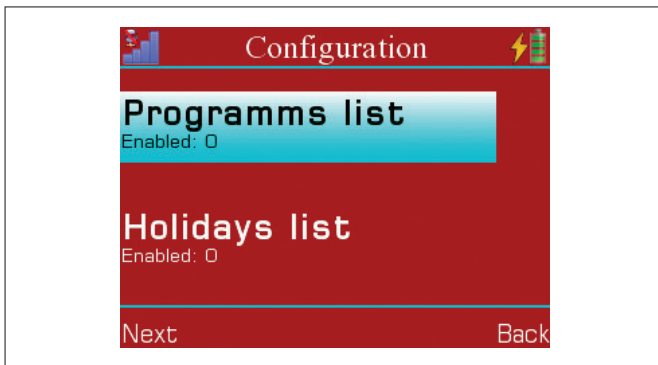 Configuration
Programms list
Enabled: 0
Holidays list
Enabled: 0
Next Back